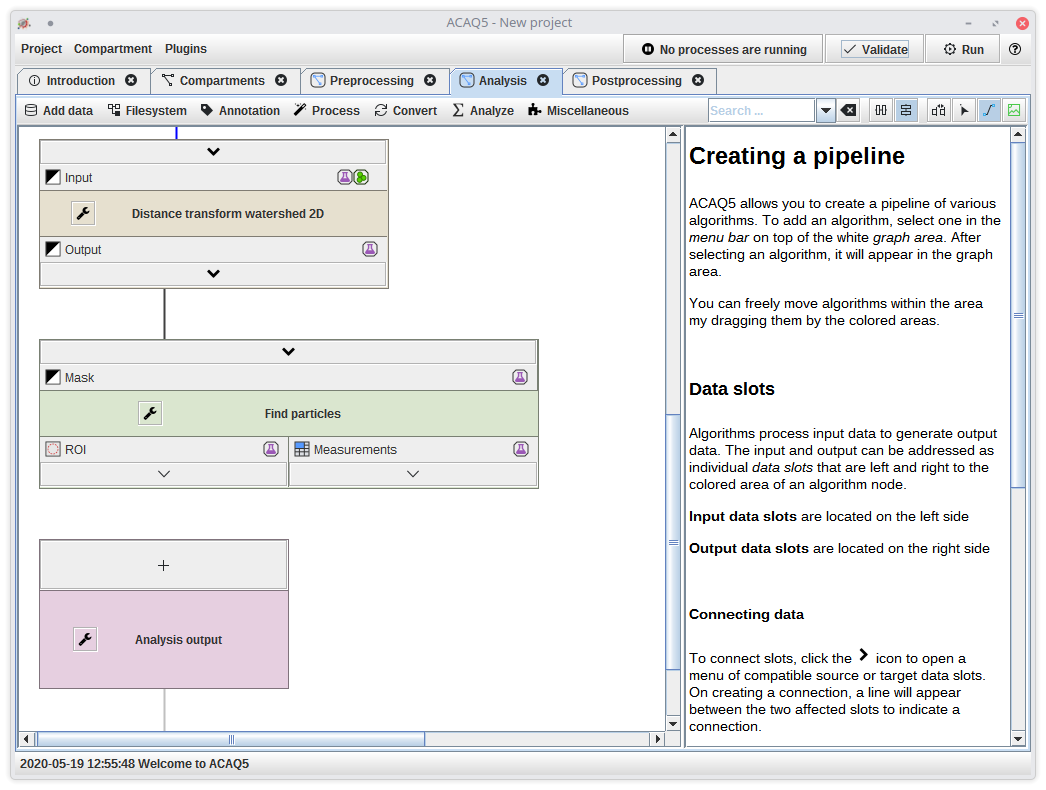 ACAQ5 - New project
Project Compartment Plugins No processes are running Validate Run
Introduction Compartments Preprocessing Analysis Postprocessing
Add data Filesystem Annotation Process Convert Analyze Miscellaneous Search ...
Input
Distance transform watershed 2D
Output
Mask
Find particles
ROI Measurements
Analysis output
Creating a pipeline
ACAQ5 allows you to create a pipeline of various
algorithms. To add an algorithm, select one in the
menu bar on top of the white graph area. After
selecting an algorithm, it will appear in the graph
area.
You can freely move algorithms within the area
my dragging them by the colored areas.
Data slots
Algorithms process input data to generate output
data. The input and output can be addressed as
individual data slots that are left and right to the
colored area of an algorithm node.
Input data slots are located on the left side
Output data slots are located on the right side
Connecting data
To connect slots, click the icon to open a
menu of compatible source or target data slots.
On creating a connection, a line will appear
between the two affected slots to indicate a
connection.
2020-05-19 12:55:48 Welcome to ACAQ5